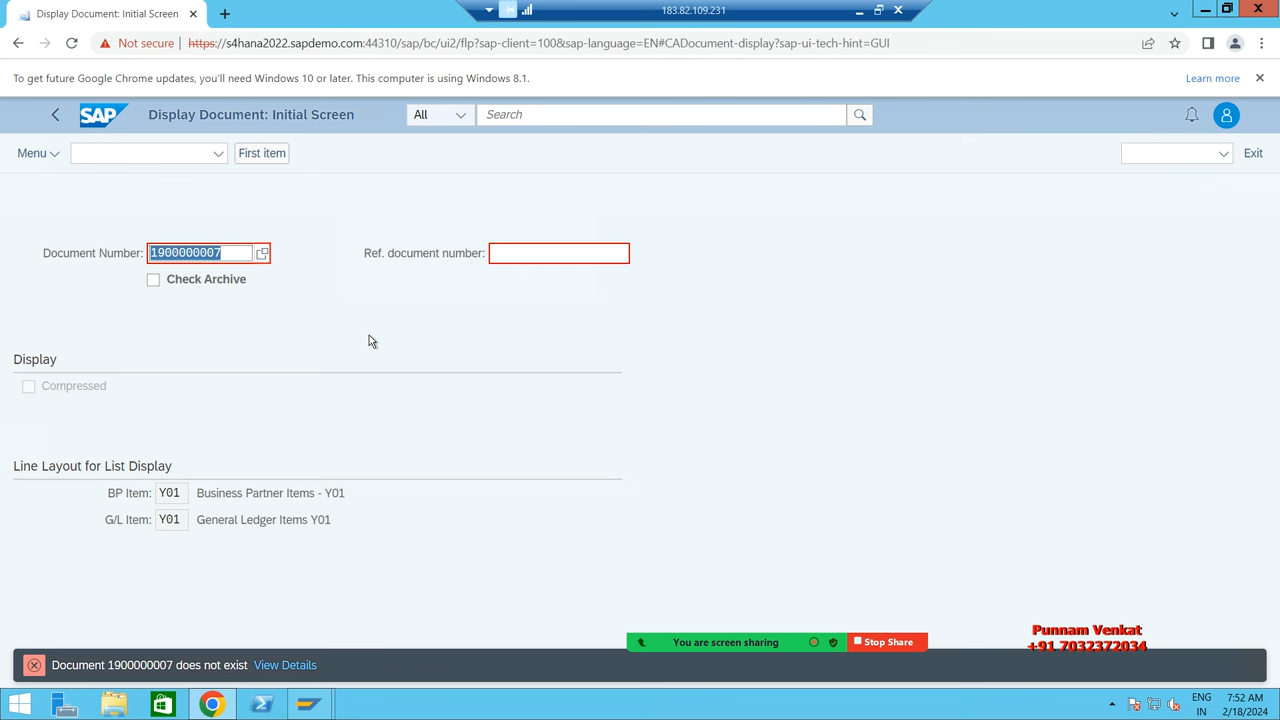 Display Document: Initial Screen
183.82.109.231
Not secure
https://s4hana2022.sapdemo.com:44310/sap/bc/ui2/flp?sap-client=100&sap-language=EN#CADocument-display?sap-ui-tech-hint=GUI
To get future Google Chrome updates, you'll need Windows 10 or later. This computer is using Windows 8.1.
Learn more
SAP
Display Document: Initial Screen
All
Search
Menu
First item
Exit
Document Number: 1900000007
Ref. document number:
Check Archive
Display
Compressed
Line Layout for List Display
BP Item: Y01 Business Partner Items - Y01
G/L Item: Y01 General Ledger Items Y01
Punnam Venkat
+91 7032372034
You are screen sharing
Stop Share
Document 1900000007 does not exist View Details
ENG
IN
7:52 AM
2/18/2024